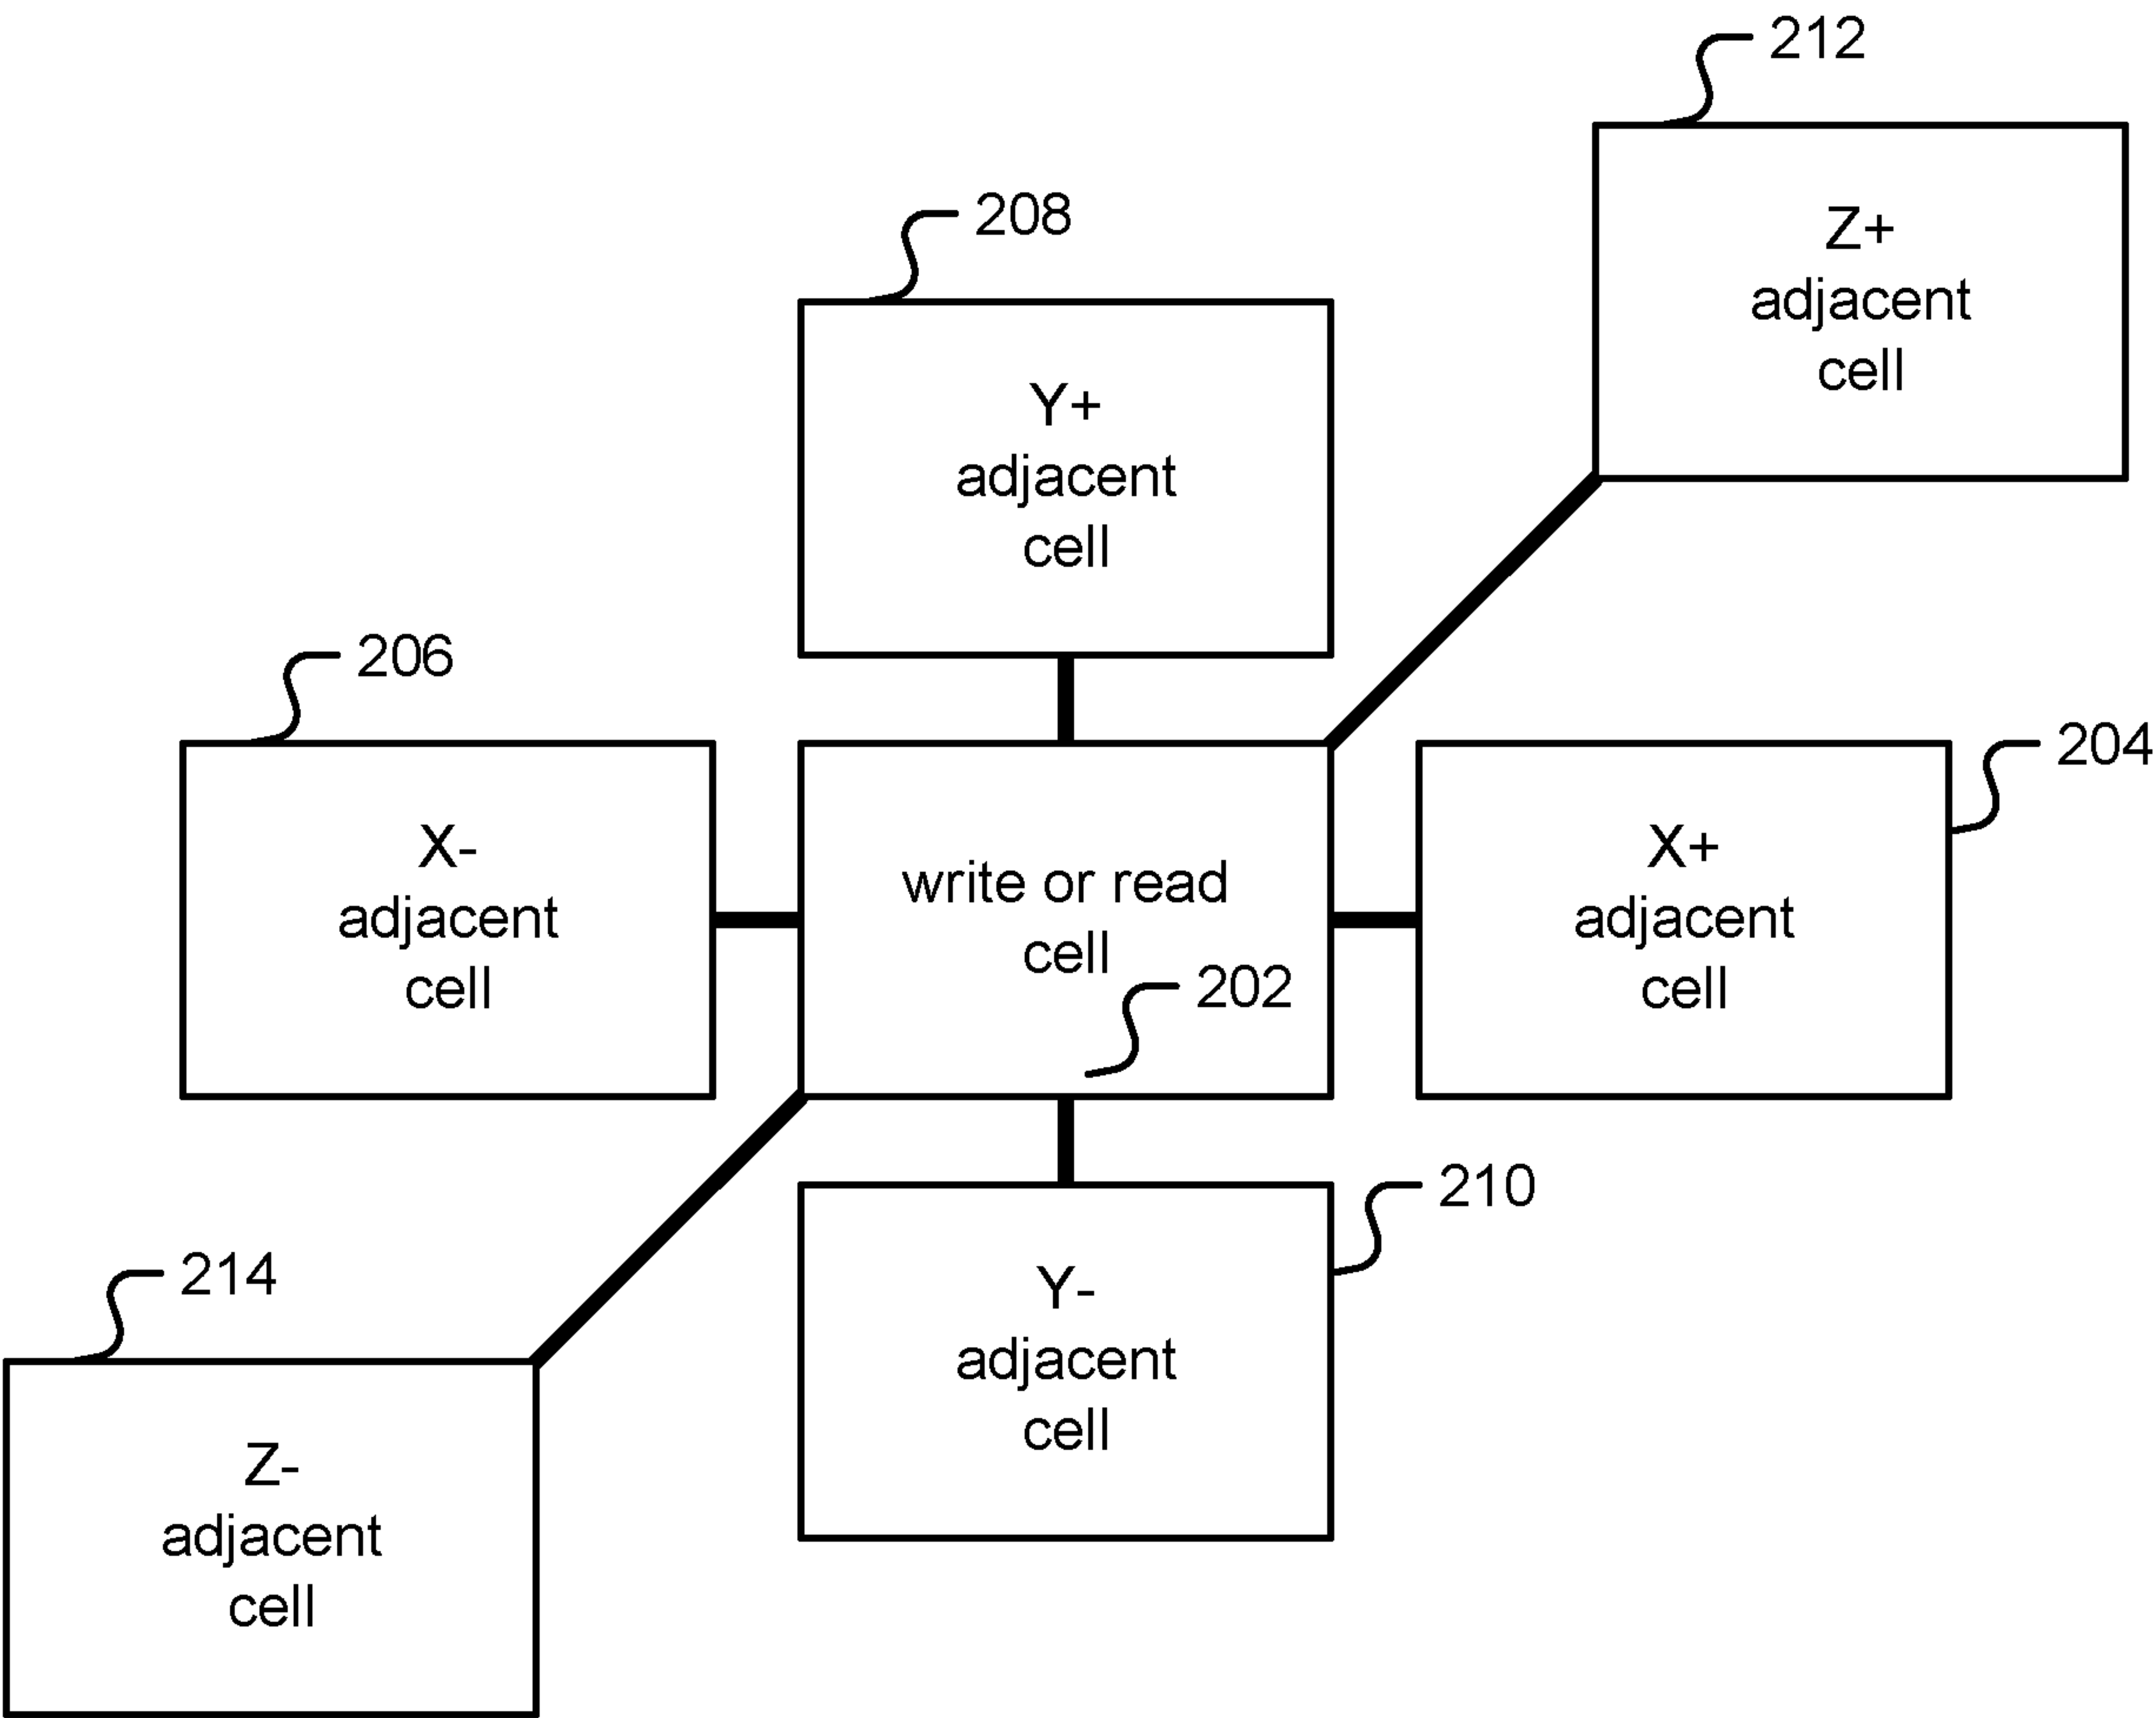 212
Z+
adjacent
cell
208
Y+
adjacent
cell
206
X-
adjacent
cell
write or read
cell
202
204
X+
adjacent
cell
210
Y-
adjacent
cell
214
Z-
adjacent
cell